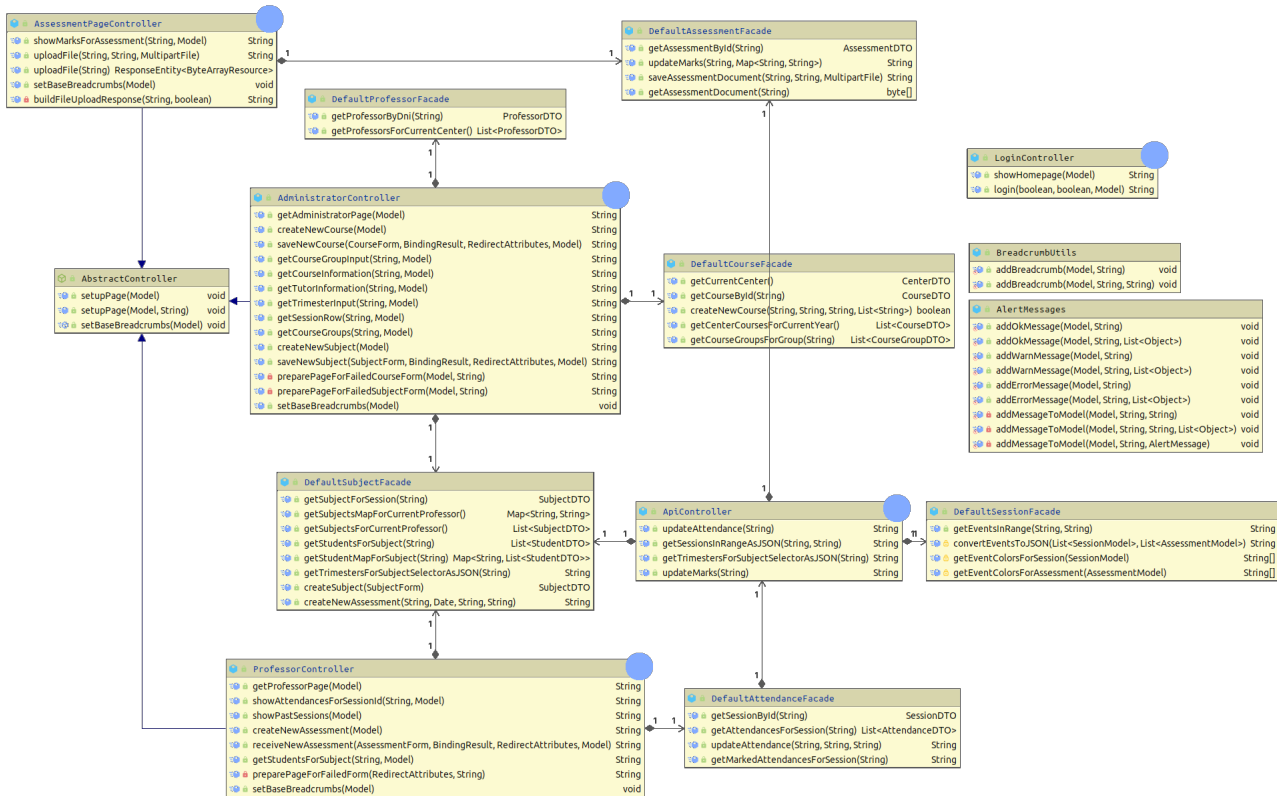 AssessmentPageController
showMarksForAssessment(String, Model) String
uploadFile(String, String, MultipartFile) String
uploadFile(String) ResponseEntity<ByteArrayResource>
setBaseBreadcrumbs(Model) void
buildFileUploadResponse(String, boolean) String
1
1
DefaultAssessmentFacade
getAssessmentById(String) AssessmentDTO
updateMarks(String, Map<String, String>) String
saveAssessmentDocument(String, String, MultipartFile) String
getAssessmentDocument(String) byte[]
1
DefaultProfessorFacade
getProfessorByDni(String) ProfessorDTO
getProfessorsForCurrentCenter() List<ProfessorDTO>
1
1
LoginController
showHomepage(Model) String
login(boolean, boolean, Model) String
AdministratorController
getAdministratorPage(Model) String
createNewCourse(Model) String
saveNewCourse(CourseForm, BindingResult, RedirectAttributes, Model) String
getCourseGroupInput(String, Model) String
getCourseInformation(String, Model) String
getTutorInformation(String, Model) String
getTrimesterInput(String, Model) String
getSessionRow(String, Model) String
getCourseGroups(String, Model) String
createNewSubject(Model) String
saveNewSubject(SubjectForm, BindingResult, RedirectAttributes, Model) String
preparePageForFailedCourseForm(Model, String) String
preparePageForFailedSubjectForm(Model, String) String
setBaseBreadcrumbs(Model) void
1
1
AbstractController
setupPage(Model) void
setupPage(Model, String) void
setBaseBreadcrumbs(Model) void
DefaultCourseFacade
getCurrentCenter() CenterDTO
getCourseById(String) CourseDTO
createNewCourse(String, String, String, List<String>) boolean
getCenterCoursesForCurrentYear() List<CourseDTO>
getCourseGroupsForGroup(String) List<CourseGroupDTO>
BreadcrumbUtils
addBreadcrumb(Model, String) void
addBreadcrumb(Model, String, String) void
AlertMessages
addOkMessage(Model, String) void
addOkMessage(Model, String, List<Object>) void
addWarnMessage(Model, String) void
addWarnMessage(Model, String, List<Object>) void
addErrorMessage(Model, String) void
addErrorMessage(Model, String, List<Object>) void
addMessageToModel(Model, String, String) void
addMessageToModel(Model, String, String, List<Object>) void
addMessageToModel(Model, String, AlertMessage) void
1
1
DefaultSubjectFacade
getSubjectForSession(String) SubjectDTO
getSubjectsMapForCurrentProfessor() Map<String, String>
getSubjectsForCurrentProfessor() List<SubjectDTO>
getStudentsForSubject(String) List<StudentDTO>
getStudentMapForSubject(String) Map<String, List<StudentDTO>>
getTrimestersForSubjectSelectorAsJSON(String) String
createSubject(SubjectForm) SubjectDTO
createNewAssessment(String, Date, String, String) String
1
1
1
ApiController
updateAttendance(String) String
getSessionsInRangeAsJSON(String, String) String
getTrimestersForSubjectSelectorAsJSON(String) String
updateMarks(String) String
1
1
DefaultSessionFacade
getEventsInRange(String, String) String
convertEventsToJSON(List<SessionModel>, List<AssessmentModel>) String
getEventColorsForSession(SessionModel) String[]
getEventColorsForAssessment(AssessmentModel) String[]
1
1
1
1
ProfessorController
getProfessorPage(Model) String
showAttendancesForSessionId(String, Model) String
showPastSessions(Model) String
createNewAssessment(Model) String
receiveNewAssessment(AssessmentForm, BindingResult, RedirectAttributes, Model) String
getStudentsForSubject(String, Model) String
preparePageForFailedForm(RedirectAttributes, String) String
setBaseBreadcrumbs(Model) void
1
1
DefaultAttendanceFacade
getSessionById(String) SessionDTO
getAttendancesForSession(String) List<AttendanceDTO>
updateAttendance(String, String, String) String
getMarkedAttendancesForSession(String) String